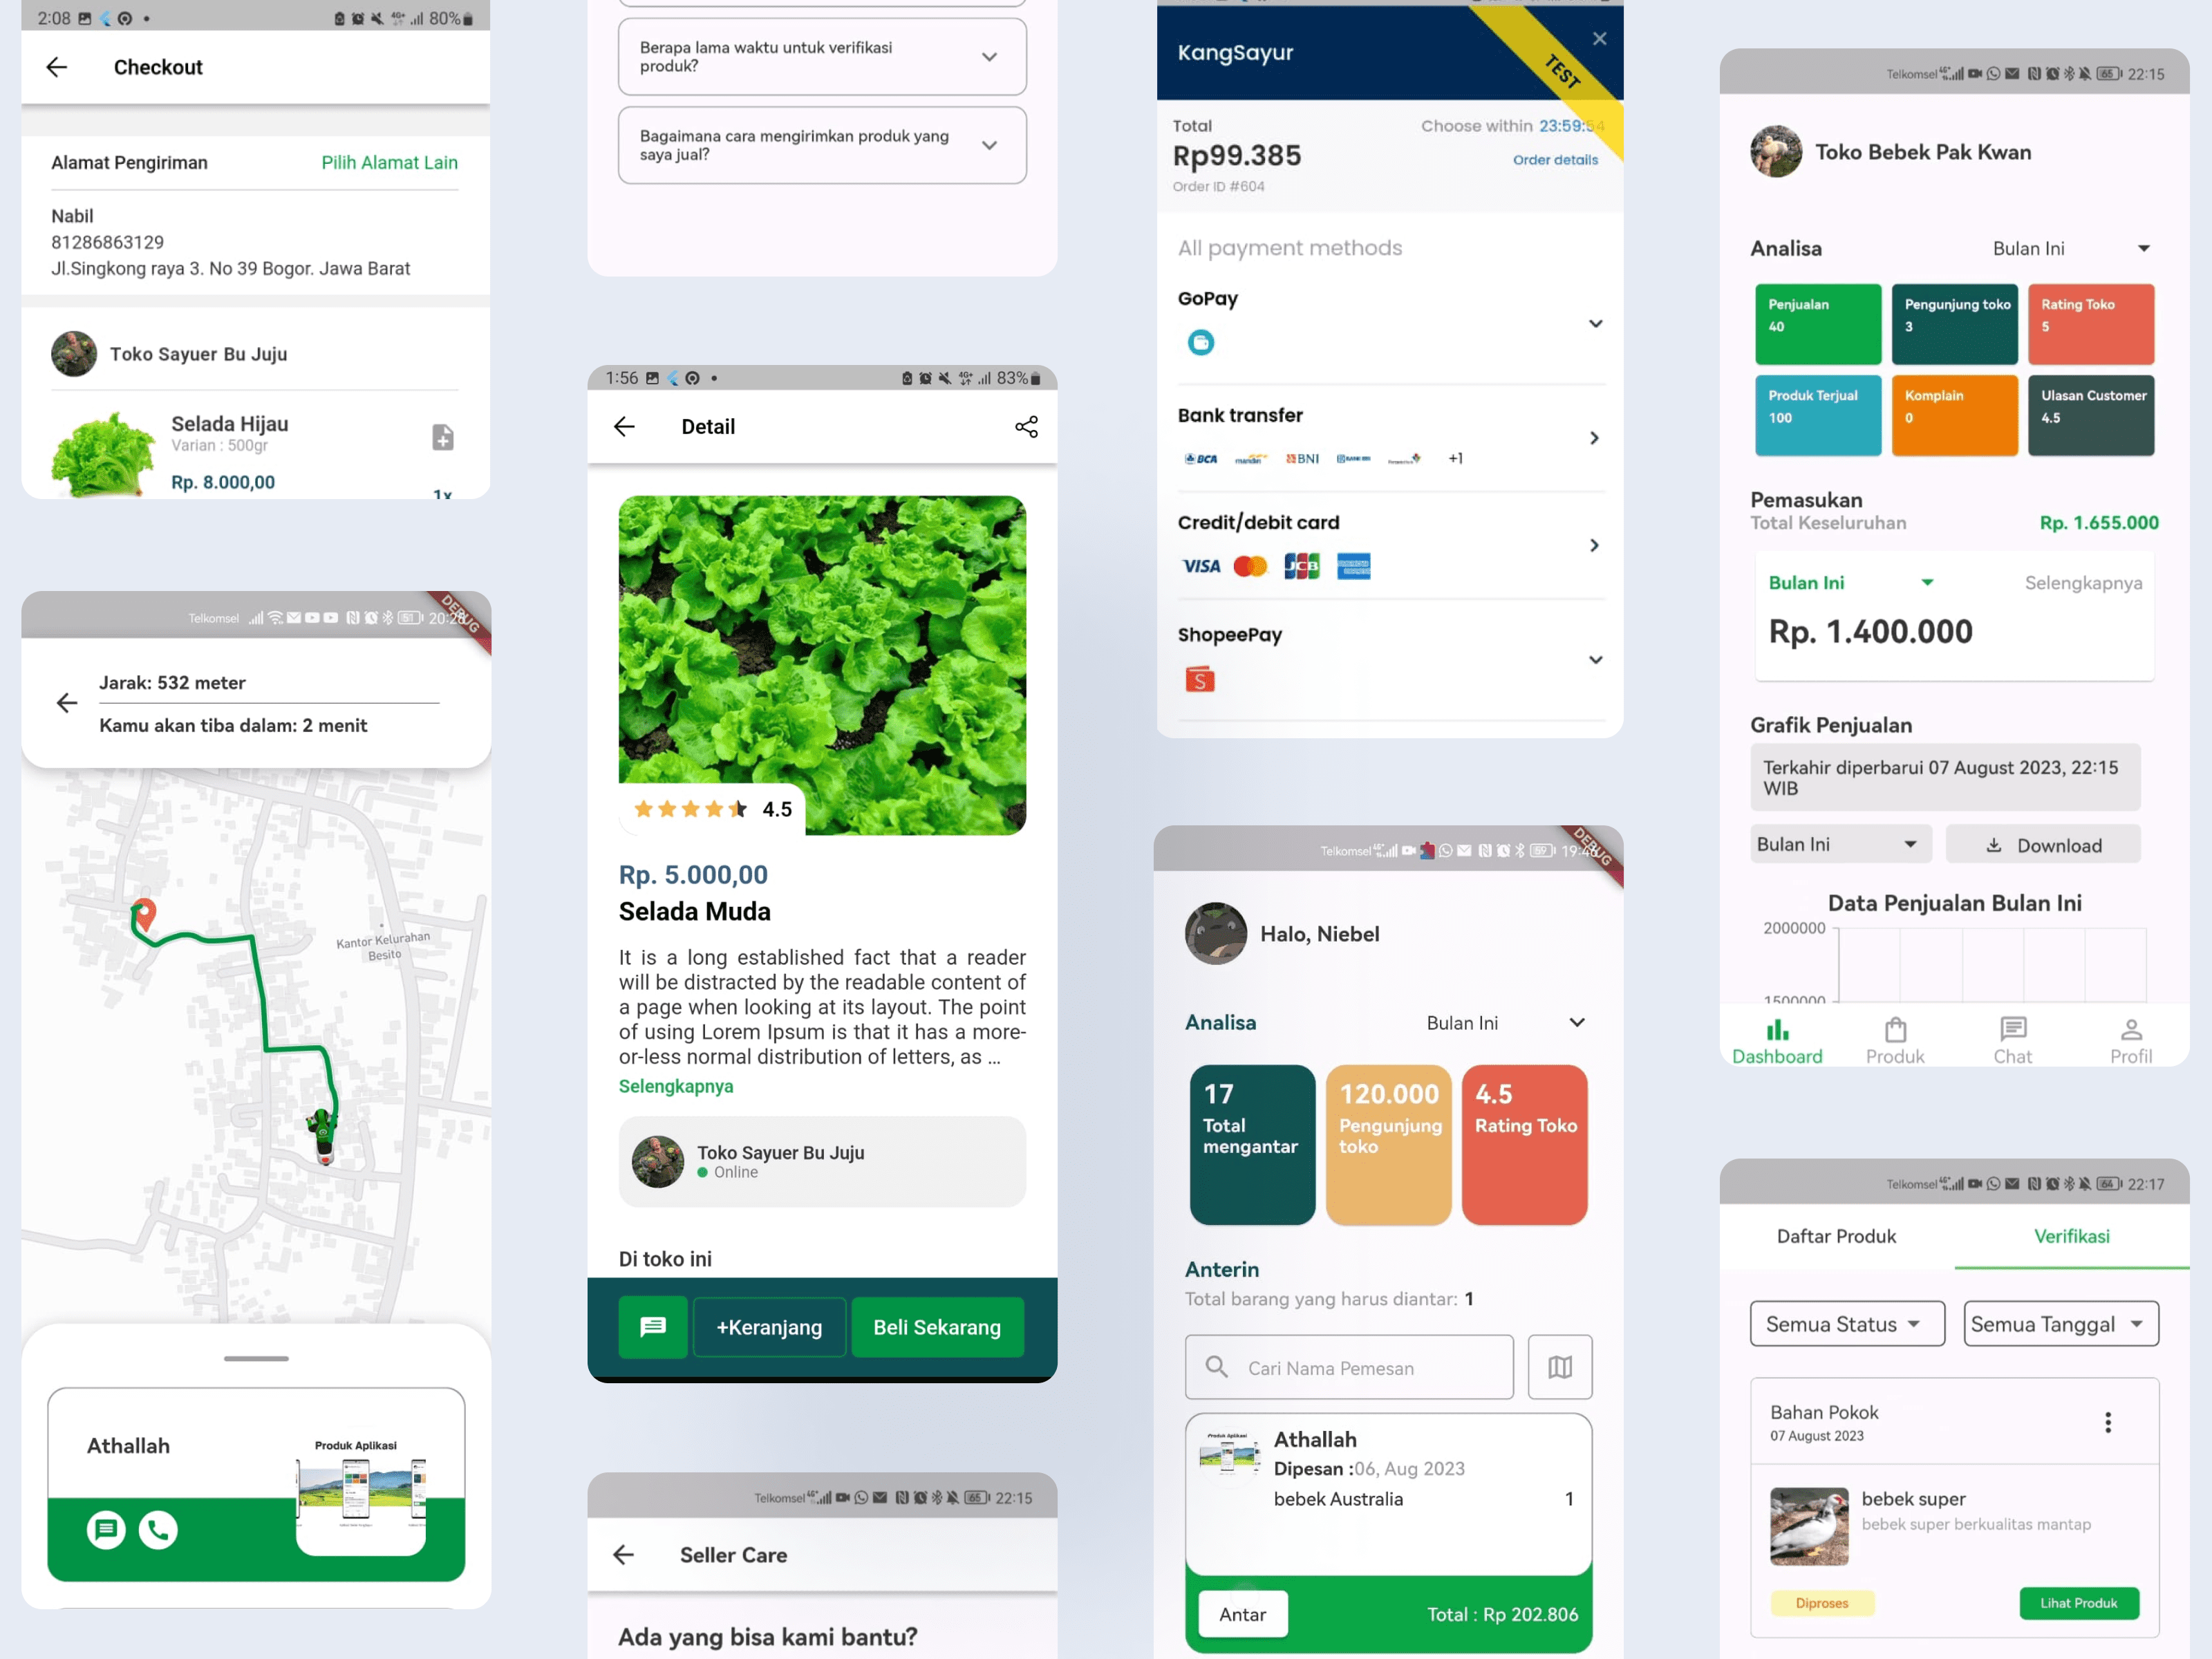 2:08
80%
Checkout
Alamat Pengiriman
Pilih Alamat Lain
Nabil
81286863129
Jl.Singkong raya 3. No 39 Bogor. Jawa Barat
Toko Sayuer Bu Juju
Selada Hijau
Varian : 500gr
Rp. 8.000,00
1x
Telkomsel
51
20:28
DEBUG
Jarak: 532 meter
Kamu akan tiba dalam: 2 menit
Kantor Kelurahan
Besito
Athallah
Produk Aplikasi
Berapa lama waktu untuk verifikasi
produk?
Bagaimana cara mengirimkan produk yang
saya jual?
1:56
83%
Detail
4.5
Rp. 5.000,00
Selada Muda
It is a long established fact that a reader
will be distracted by the readable content of
a page when looking at its layout. The point
of using Lorem Ipsum is that it has a more-
or-less normal distribution of letters, as ...
Selengkapnya
Toko Sayuer Bu Juju
Online
Di toko ini
+Keranjang
Beli Sekarang
Telkomsel
65
22:15
Seller Care
Ada yang bisa kami bantu?
KangSayur
TEST
Total
Choose within 23:59:54
Rp99.385
Order details
Order ID #604
All payment methods
GoPay
Bank transfer
BCA
mandiri
BNI
+1
Credit/debit card
VISA
JCB
ShopeePay
Telkomsel
69
DEBUG
Halo, Niebel
Analisa
Bulan Ini
17
Total
mengantar
120.000
Pengunjung
toko
4.5
Rating Toko
Anterin
Total barang yang harus diantar: 1
Cari Nama Pemesan
Produk Aplikasi
Athallah
Dipesan :06, Aug 2023
bebek Australia
1
Antar
Total : Rp 202.806
Telkomsel
65
22:15
Toko Bebek Pak Kwan
Analisa
Bulan Ini
Penjualan
40
Pengunjung toko
3
Rating Toko
5
Produk Terjual
100
Komplain
0
Ulasan Customer
4.5
Pemasukan
Total Keseluruhan
Rp. 1.655.000
Bulan Ini
Selengkapnya
Rp. 1.400.000
Grafik Penjualan
Terkahir diperbarui 07 August 2023, 22:15
WIB
Bulan Ini
Download
Data Penjualan Bulan Ini
2000000
1500000
Dashboard
Produk
Chat
Profil
Telkomsel
64
22:17
Daftar Produk
Verifikasi
Semua Status
Semua Tanggal
Bahan Pokok
07 August 2023
bebek super
bebek super berkualitas mantap
Diproses
Lihat Produk